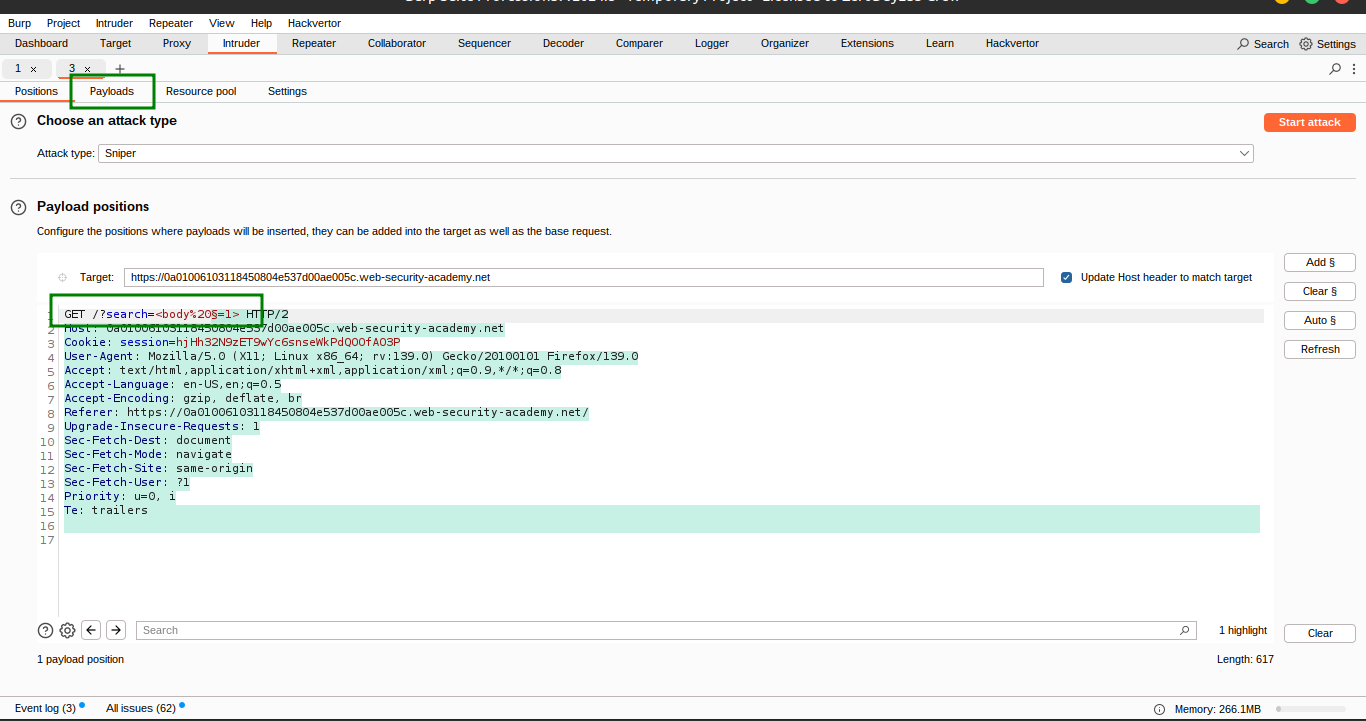 Burp Project Intruder Repeater View Help Hackvertor
Dashboard Target Proxy Intruder Repeater Collaborator Sequencer Decoder Comparer Logger Organizer Extensions Learn Hackvertor Search Settings
1 × 3 × +
Positions Payloads Resource pool Settings
? Choose an attack type
Start attack
Attack type: Sniper
? Payload positions
Configure the positions where payloads will be inserted, they can be added into the target as well as the base request.
Add §
Target: https://0a01006103118450804e537d00ae005c.web-security-academy.net Update Host header to match target
Clear §
Auto §
Refresh
1 GET /?search=<body%20§=1> HTTP/2
2 Host: 0a01006103118450804e537d00ae005c.web-security-academy.net
3 Cookie: session=hjHh32N9zET9wYc6snseWkPdQOOfAO3P
4 User-Agent: Mozilla/5.0 (X11; Linux x86_64; rv:139.0) Gecko/20100101 Firefox/139.0
5 Accept: text/html,application/xhtml+xml,application/xml;q=0.9,*/*;q=0.8
6 Accept-Language: en-US,en;q=0.5
7 Accept-Encoding: gzip, deflate, br
8 Referer: https://0a01006103118450804e537d00ae005c.web-security-academy.net/
9 Upgrade-Insecure-Requests: 1
10 Sec-Fetch-Dest: document
11 Sec-Fetch-Mode: navigate
12 Sec-Fetch-Site: same-origin
13 Sec-Fetch-User: ?1
14 Priority: u=0, i
15 Te: trailers
16
17
? Search 1 highlight Clear
1 payload position Length: 617
Event log (3) All issues (62) Memory: 266.1MB